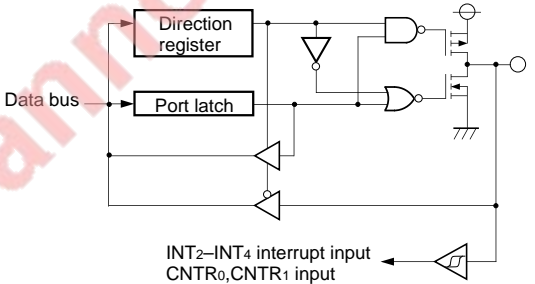 Direction
register
Data bus
Port latch
INT2–INT4 interrupt input
CNTR0,CNTR1 input